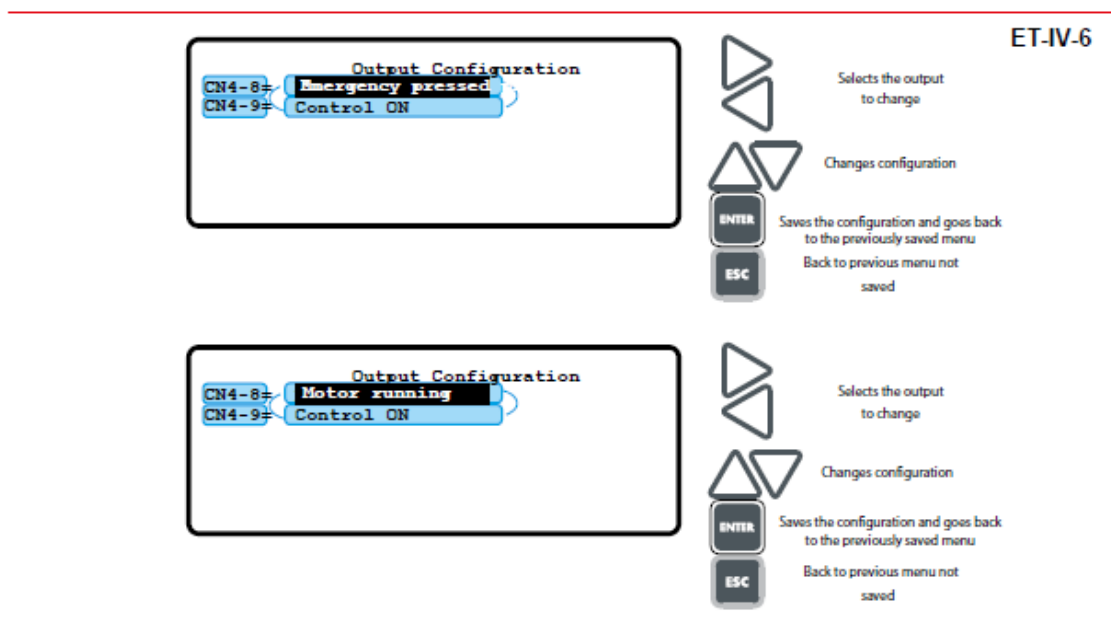 ET-IV-6
Output Configuration
CN4-8= Emergency pressed
CN4-9= Control ON
Selects the output
to change
Changes configuration
ENTER
Saves the configuration and goes back
to the previously saved menu
ESC
Back to previous menu not
saved
Output Configuration
CN4-8= Motor running
CN4-9= Control ON
Selects the output
to change
Changes configuration
ENTER
Saves the configuration and goes back
to the previously saved menu
ESC
Back to previous menu not
saved